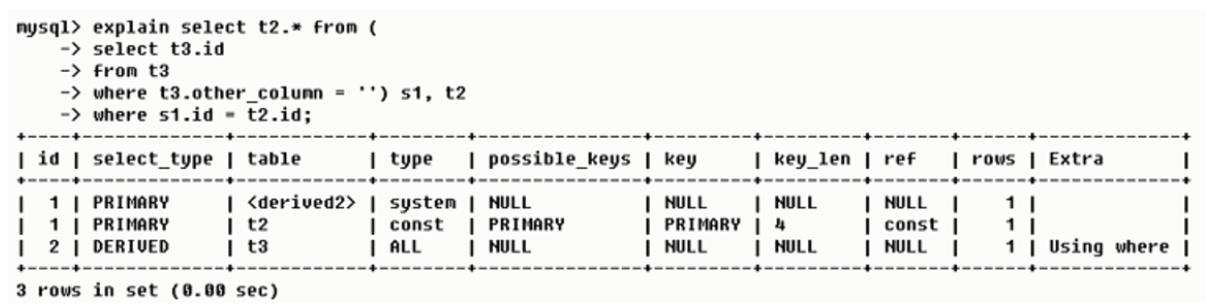 mysql> explain select t2.* from (
    -> select t3.id
    -> from t3
    -> where t3.other_column = '') s1, t2
    -> where s1.id = t2.id;
+----+-------------+------------+--------+---------------+---------+---------+-------+------+-------------+
| id | select_type | table      | type   | possible_keys | key     | key_len | ref   | rows | Extra       |
+----+-------------+------------+--------+---------------+---------+---------+-------+------+-------------+
|  1 | PRIMARY     | <derived2> | system | NULL          | NULL    | NULL    | NULL  |    1 |             |
|  1 | PRIMARY     | t2         | const  | PRIMARY       | PRIMARY | 4       | const |    1 |             |
|  2 | DERIVED     | t3         | ALL    | NULL          | NULL    | NULL    | NULL  |    1 | Using where |
+----+-------------+------------+--------+---------------+---------+---------+-------+------+-------------+
3 rows in set (0.00 sec)